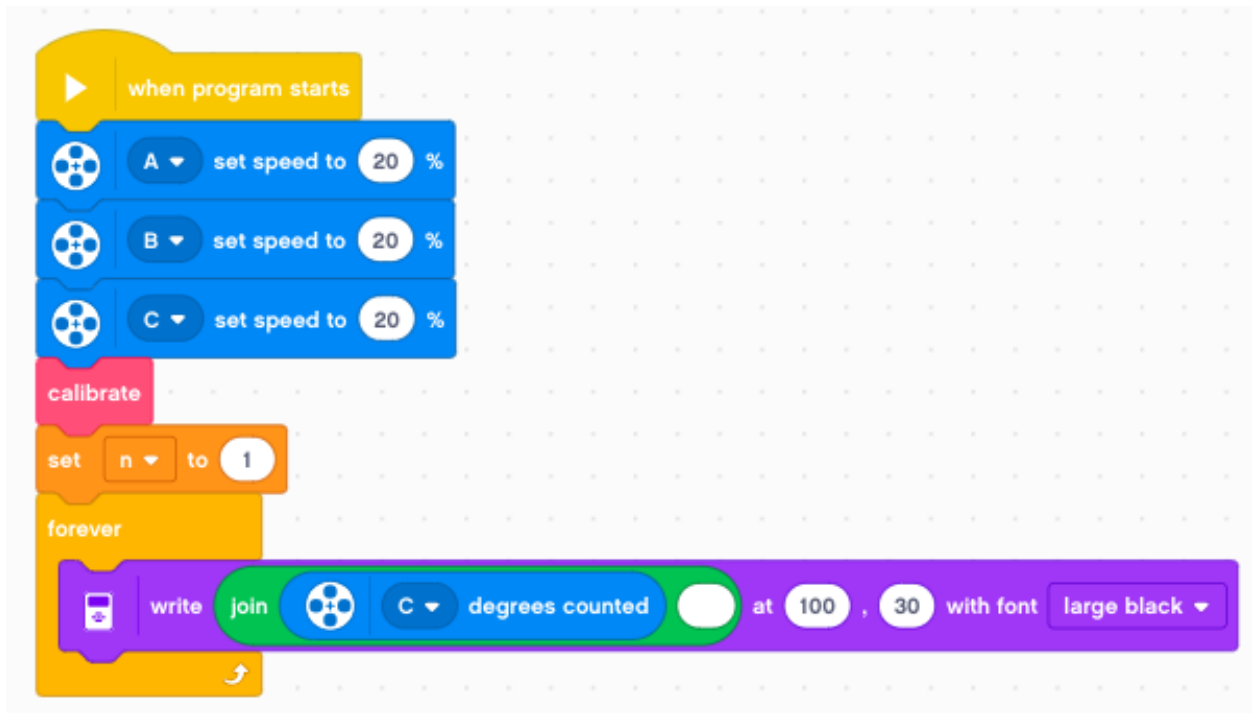 when program starts
A set speed to 20 %
B set speed to 20 %
C set speed to 20 %
calibrate
set n to 1
forever
write join C degrees counted at 100 , 30 with font large black